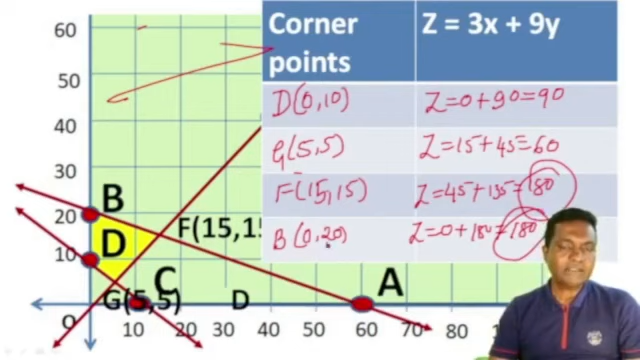 Corner points
Z = 3x + 9y
D(0,10)
Z=0+90=90
G(5,5)
Z=15+45=60
F(15,15)
Z=45+135=180
B(0,20)
Z=0+180=180
60
50
40
30
20
10
B
D
F(15,15
C
A
G(5,5)
D
O
10 20 30 40 50 60 70 80 90